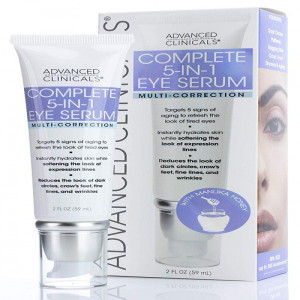 ADVANCED
CLINICALS®
COMPLETE
5-IN-1
EYE SERUM
MULTI-CORRECTION
Targets 5 signs of
aging to refresh the
look of tired eyes
Instantly hydrates skin
while softening the look
of expression lines
Reduces the look of
dark circles, crow's feet,
fine lines, and wrinkles
2 FL OZ (59 mL)
ADVANCED CLINICALS
ADVANCED
CLINICALS®
COMPLETE
5-IN-1
EYE SERUM
MULTI-CORRECTION
Targets 5 signs of aging
to refresh the look
of tired eyes
Instantly hydrates skin while
softening the look of
expression lines
Reduces the look of
dark circles, crow's feet, fine
lines, and wrinkles
WITH MANUKA HONEY
2 FL OZ (59 mL)